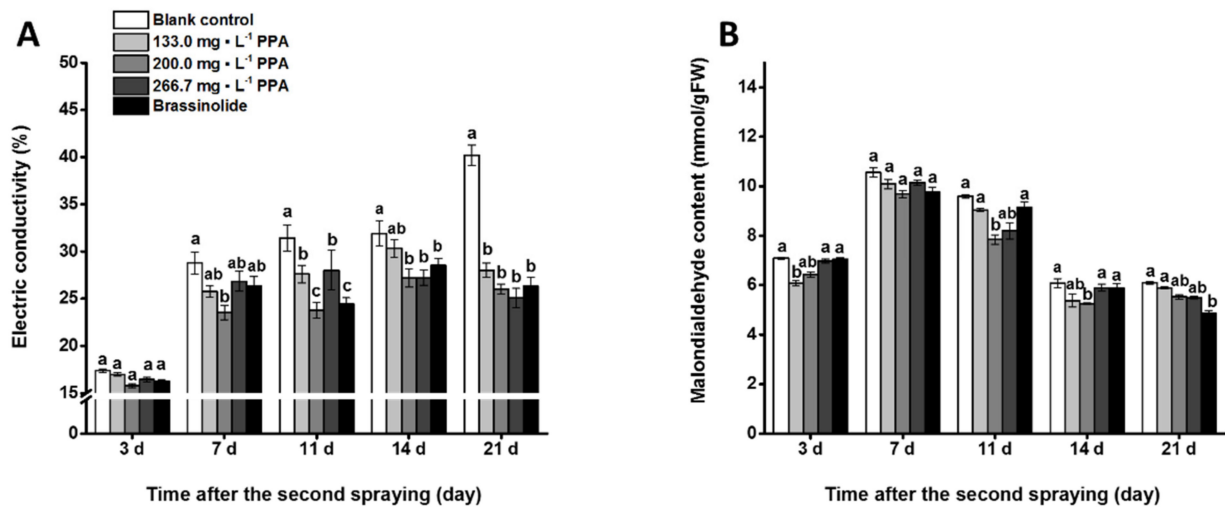 A
Blank control
133.0 mg · L⁻¹ PPA
200.0 mg · L⁻¹ PPA
266.7 mg · L⁻¹ PPA
Brassinolide
Electric conductivity (%)
50
45
40
35
30
25
20
15
0
a a a a a
a ab b ab ab
a b c b c
a ab b b b
a b b b b
3 d 7 d 11 d 14 d 21 d
Time after the second spraying (day)
B
Malondialdehyde content (mmol/gFW)
14
12
10
8
6
4
2
0
a b ab a a
a a a a a
a a b ab a
a ab b a a
a a ab ab b
3 d 7 d 11 d 14 d 21 d
Time after the second spraying (day)